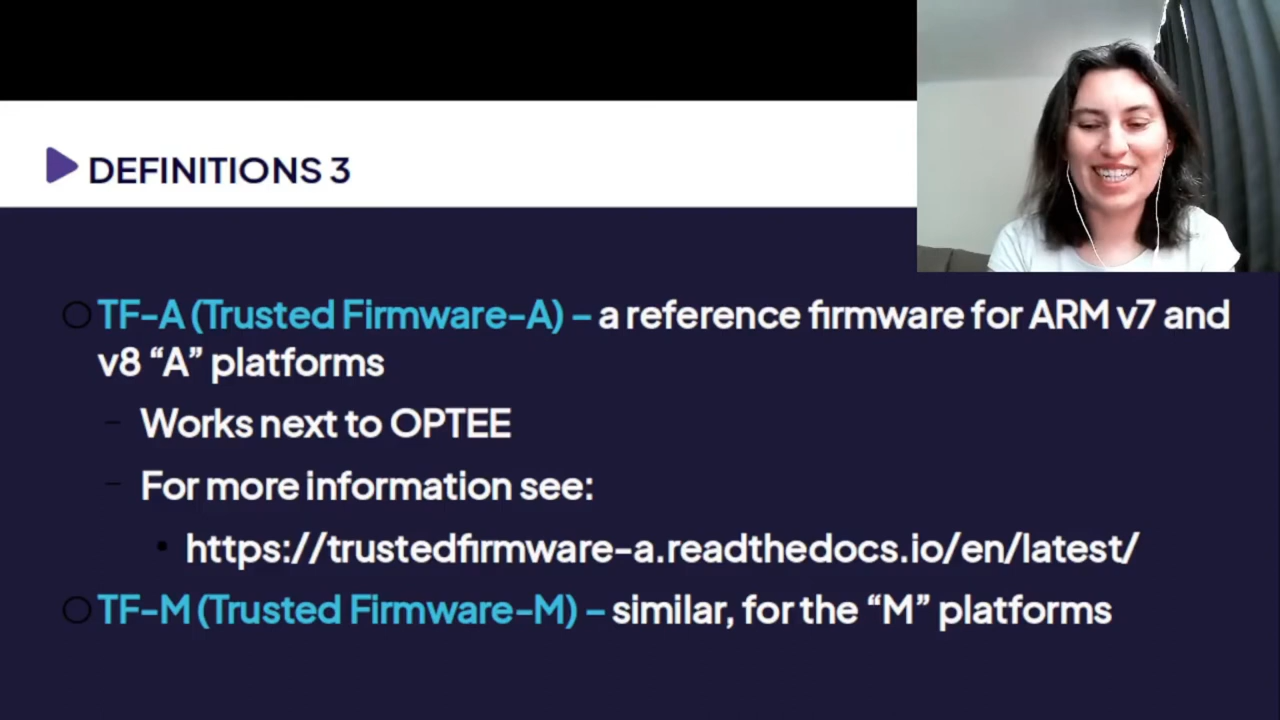 DEFINITIONS 3
TF-A (Trusted Firmware-A) – a reference firmware for ARM v7 and
v8 “A” platforms
– Works next to OPTEE
– For more information see:
• https://trustedfirmware-a.readthedocs.io/en/latest/
TF-M (Trusted Firmware-M) – similar, for the “M” platforms